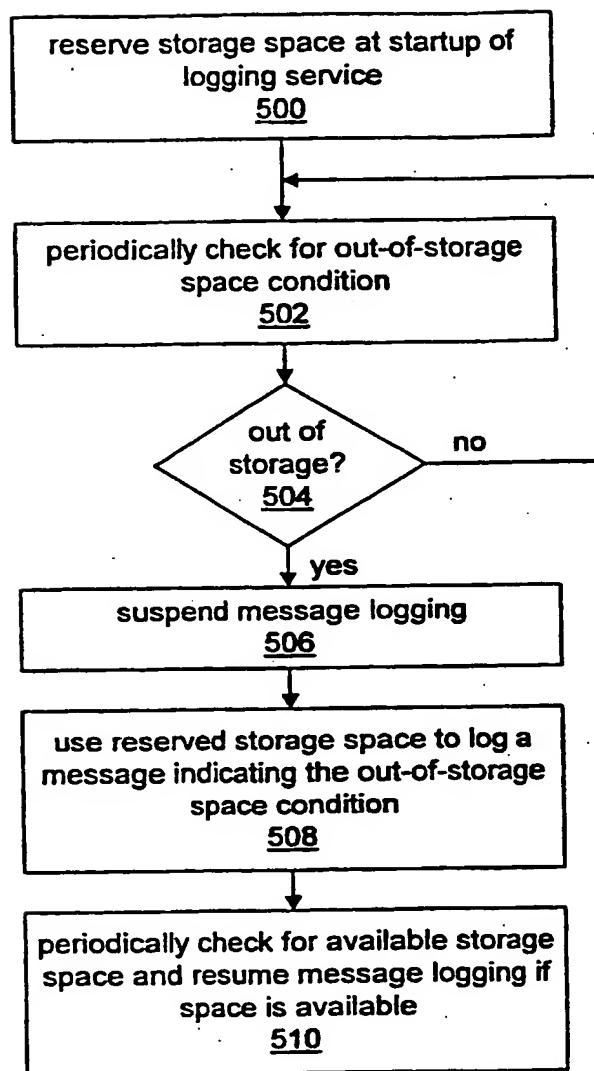 reserve storage space at startup of
logging service
500
periodically check for out-of-storage
space condition
502
out of
storage?
504
no
yes
suspend message logging
506
use reserved storage space to log a
message indicating the out-of-storage
space condition
508
periodically check for available storage
space and resume message logging if
space is available
510